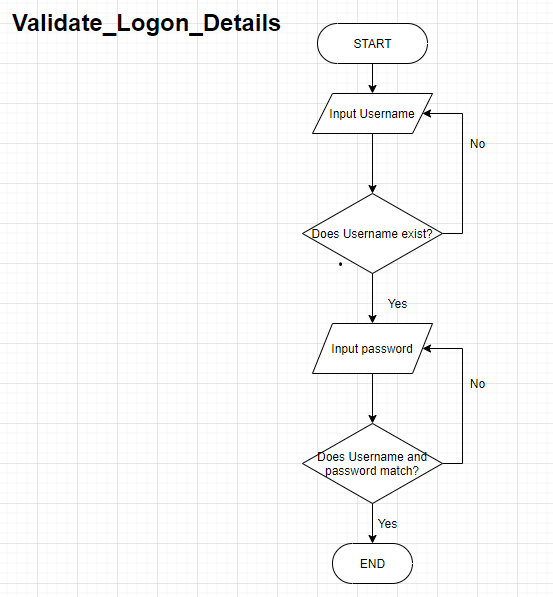 Validate_Logon_Details
START
Input Username
No
Does Username exist?
Yes
Input password
No
Does Username and
password match?
Yes
END